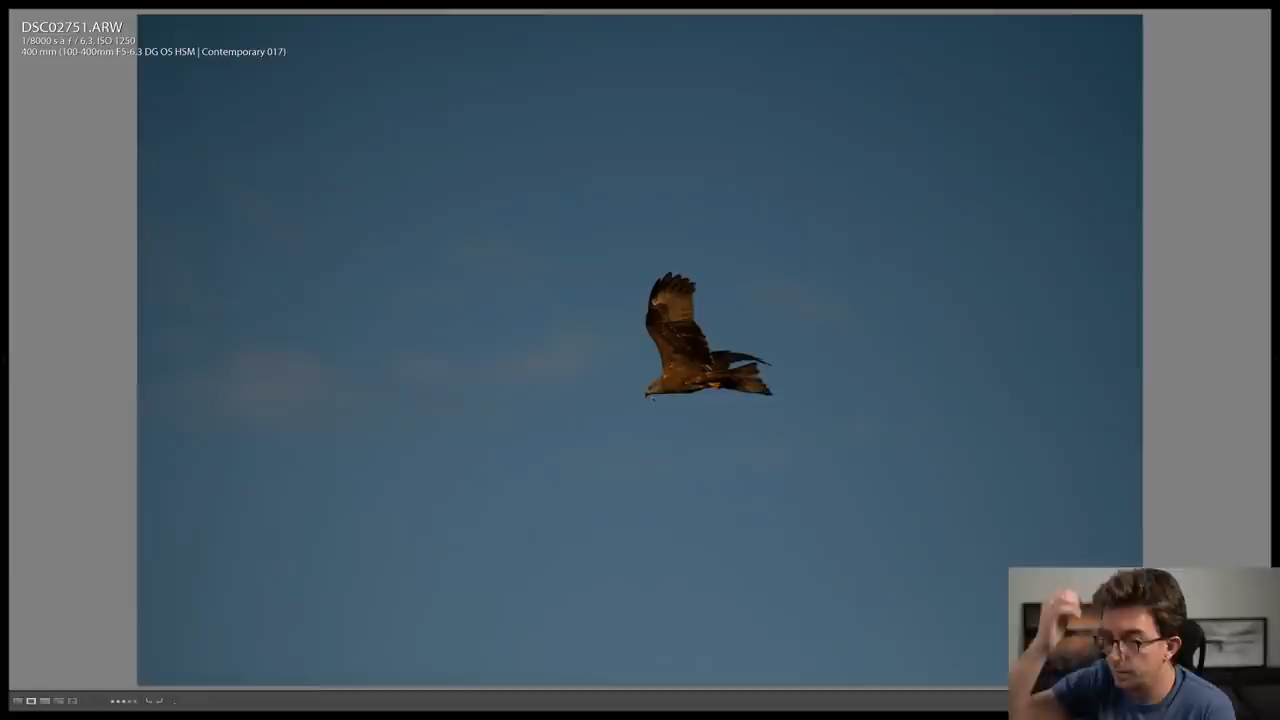 DSC02751.ARW
1/8000 s à f / 6,3, ISO 1250
400 mm (100-400mm F5-6.3 DG OS HSM | Contemporary 017)